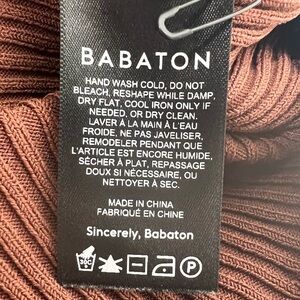 BABATON
HAND WASH COLD, DO NOT
BLEACH, RESHAPE WHILE DAMP,
DRY FLAT, COOL IRON ONLY IF
NEEDED. OR DRY CLEAN.
LAVER À LA MAIN À L'EAU
FROIDE, NE PAS JAVELISER,
REMODELER PENDANT QUE
L'ARTICLE EST ENCORE HUMIDE,
SÉCHER À PLAT, REPASSAGE
DOUX SI NÉCESSAIRE, OU
NETTOYER À SEC.
MADE IN CHINA
FABRIQUÉ EN CHINE
Sincerely, Babaton
30C P